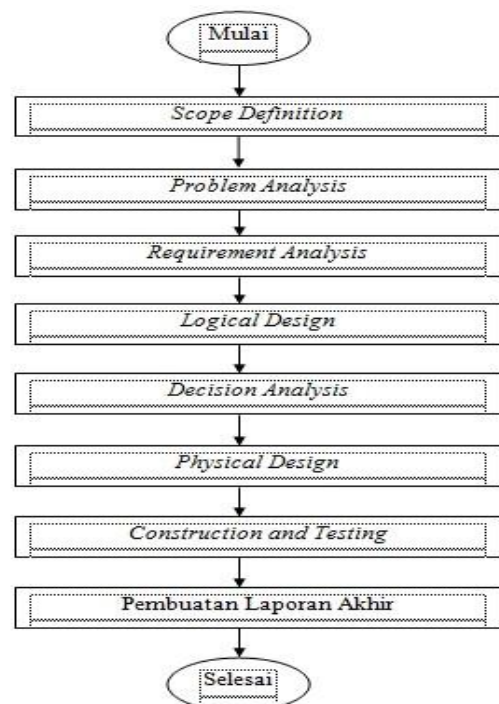 Mulai
Scope Definition
Problem Analysis
Requirement Analysis
Logical Design
Decision Analysis
Physical Design
Construction and Testing
Pembuatan Laporan Akhir
Selesai